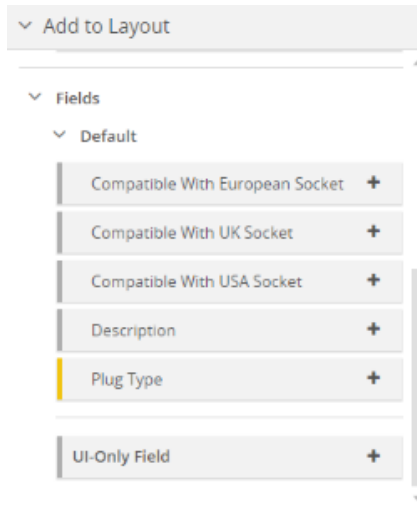 Add to Layout
Fields
Default
Compatible With European Socket
Compatible With UK Socket
Compatible With USA Socket
Description
Plug Type
UI-Only Field